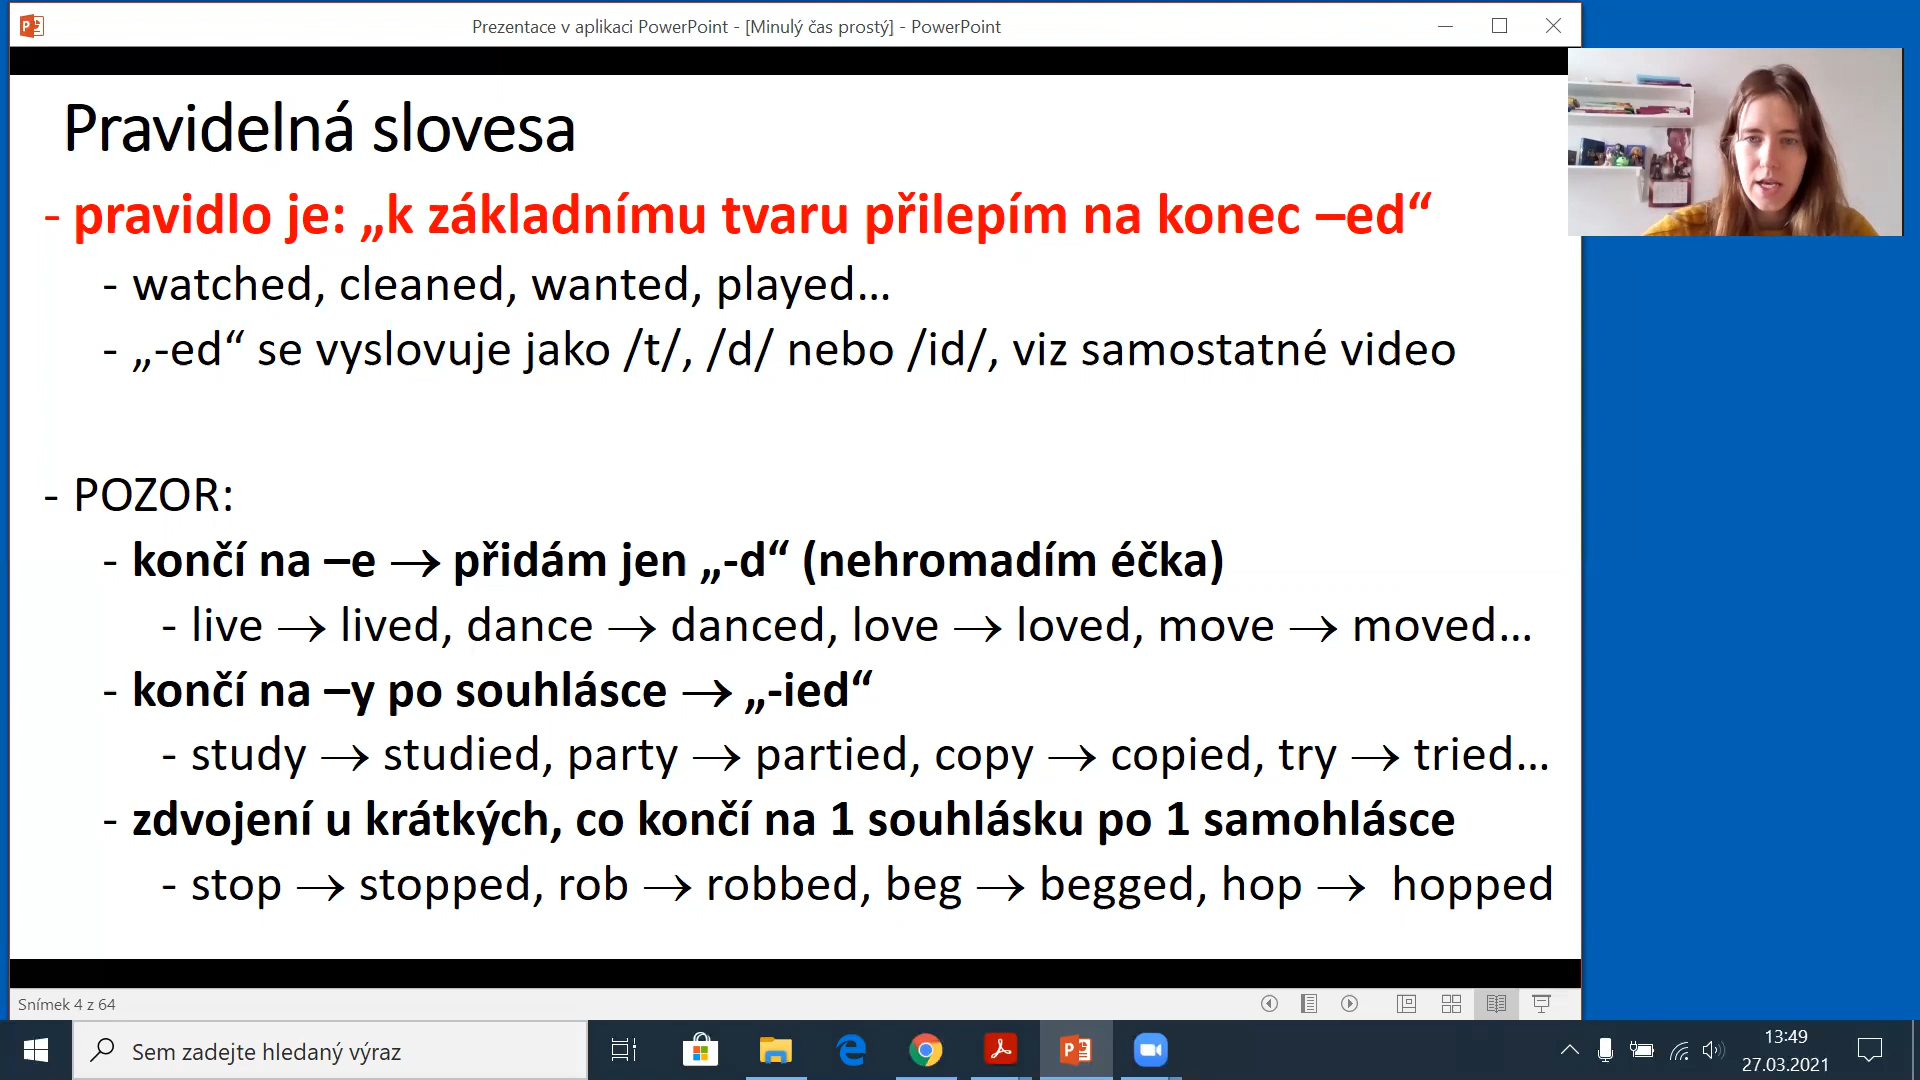 Prezentace v aplikaci PowerPoint - [Minulý čas prostý] - PowerPoint
Pravidelná slovesa
- pravidlo je: „k základnímu tvaru přilepím na konec –ed“
- watched, cleaned, wanted, played…
- „-ed“ se vyslovuje jako /t/, /d/ nebo /id/, viz samostatné video
- POZOR:
- končí na –e → přidám jen „-d“ (nehromadím éčka)
- live → lived, dance → danced, love → loved, move → moved…
- končí na –y po souhlásce → „-ied“
- study → studied, party → partied, copy → copied, try → tried…
- zdvojení u krátkých, co končí na 1 souhlásku po 1 samohlásce
- stop → stopped, rob → robbed, beg → begged, hop → hopped
Snímek 4 z 64
Sem zadejte hledaný výraz
13:49
27.03.2021